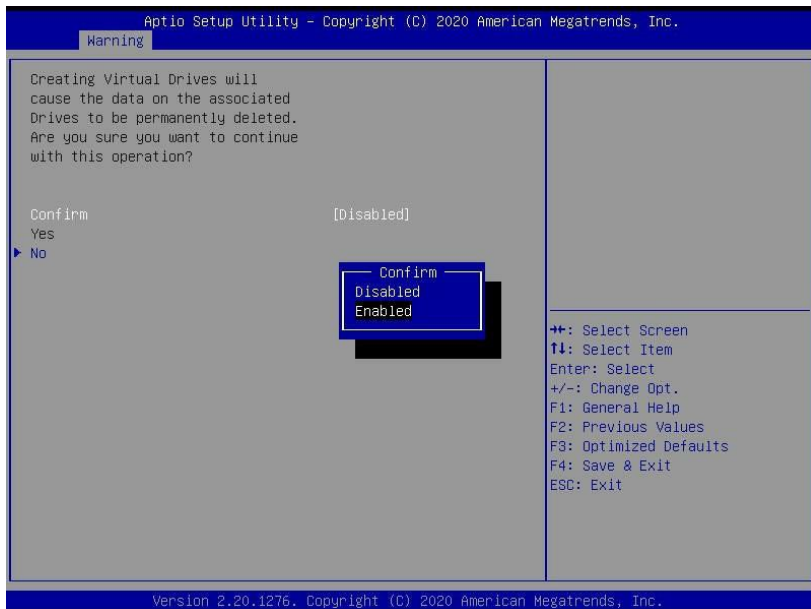 Aptio Setup Utility – Copyright (C) 2020 American Megatrends, Inc.
Warning
Creating Virtual Drives will
cause the data on the associated
Drives to be permanently deleted.
Are you sure you want to continue
with this operation?
Confirm [Disabled]
Yes
No
Confirm
Disabled
Enabled
→←: Select Screen
↑↓: Select Item
Enter: Select
+/-: Change Opt.
F1: General Help
F2: Previous Values
F3: Optimized Defaults
F4: Save & Exit
ESC: Exit
Version 2.20.1276. Copyright (C) 2020 American Megatrends, Inc.